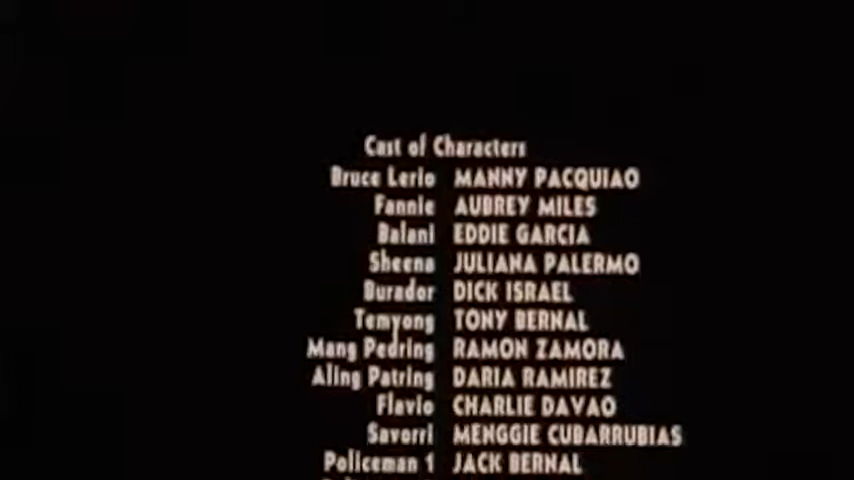 Cast of Characters
Bruce Lerio MANNY PACQUIAO
Fannie AUBREY MILES
Balani EDDIE GARCIA
Sheena JULIANA PALERMO
Burador DICK ISRAEL
Temyong TONY BERNAL
Mang Pedring RAMON ZAMORA
Aling Patring DARIA RAMIREZ
Flavio CHARLIE DAVAO
Savorri MENGGIE CUBARRUBIAS
Policeman 1 JACK BERNAL